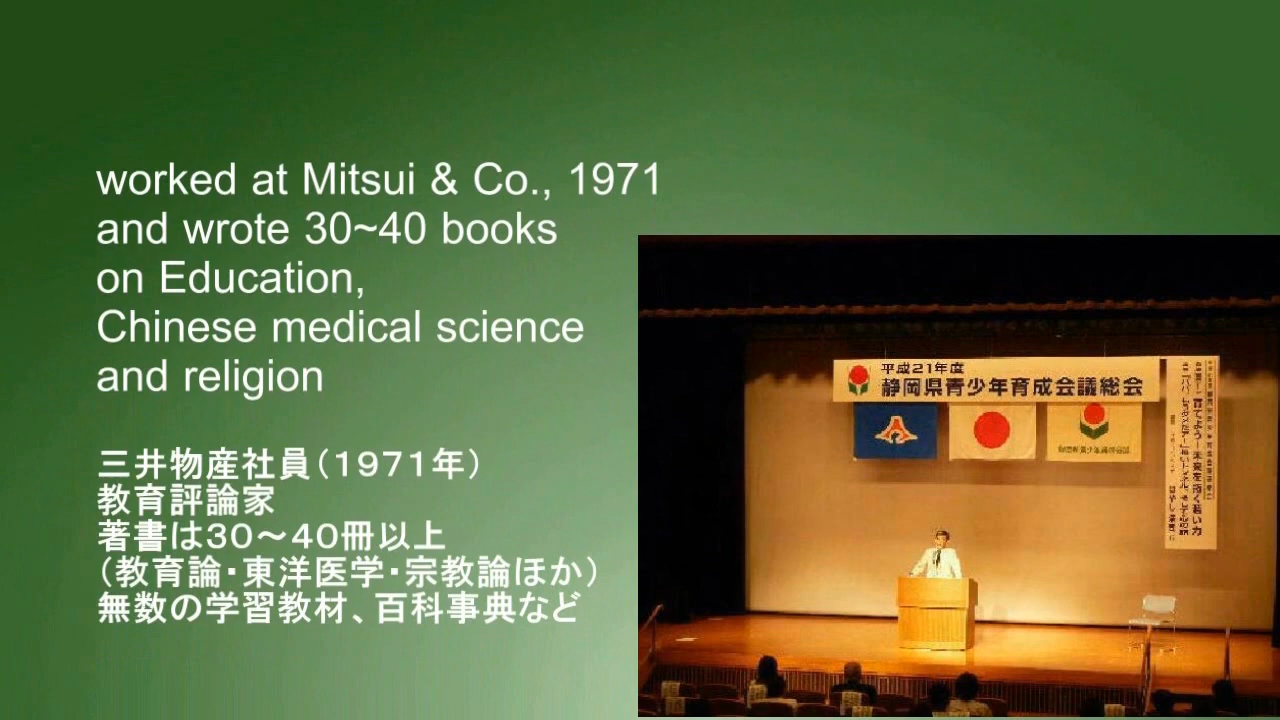 worked at Mitsui & Co., 1971
and wrote 30~40 books
on Education,
Chinese medical science
and religion
三井物産社員（１９７１年）
教育評論家
著書は３０～４０冊以上
（教育論・東洋医学・宗教論ほか）
無数の学習教材、百科事典など
平成21年度
静岡県青少年育成会議総会